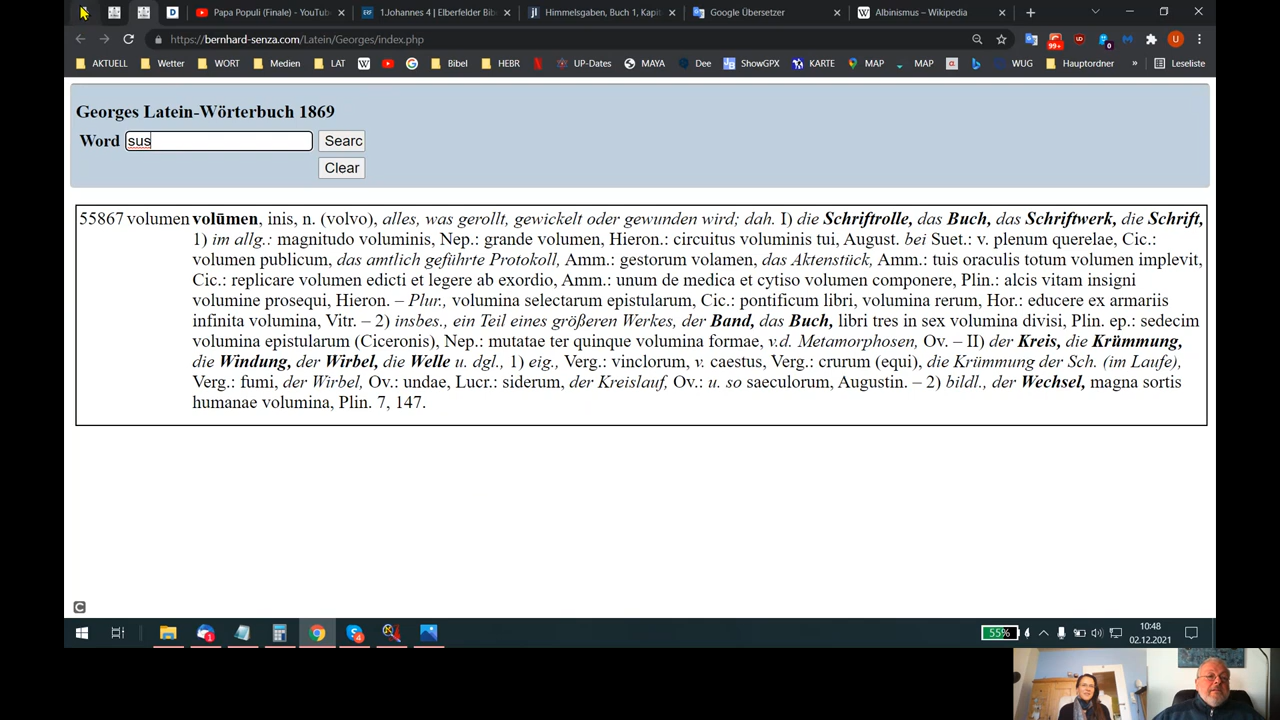 Papa Populi (Finale) - YouTub
1.Johannes 4 | Elberfelder Bib
Himmelsgaben, Buch 1, Kapit
Google Übersetzer
Albinismus – Wikipedia
https://bernhard-senza.com/Latein/Georges/index.php
99+
0
U
AKTUELL
Wetter
WORT
Medien
LAT
Bibel
HEBR
UP-Dates
MAYA
Dee
ShowGPX
KARTE
MAP
MAP
WUG
Hauptordner
»
Leseliste
Georges Latein-Wörterbuch 1869
Word sus Searc
Clear
55867 volumen volūmen, inis, n. (volvo), alles, was gerollt, gewickelt oder gewunden wird; dah. I) die Schriftrolle, das Buch, das Schriftwerk, die Schrift,
1) im allg.: magnitudo voluminis, Nep.: grande volumen, Hieron.: circuitus voluminis tui, August. bei Suet.: v. plenum querelae, Cic.:
volumen publicum, das amtlich geführte Protokoll, Amm.: gestorum volamen, das Aktenstück, Amm.: tuis oraculis totum volumen implevit,
Cic.: replicare volumen edicti et legere ab exordio, Amm.: unum de medica et cytiso volumen componere, Plin.: alcis vitam insigni
volumine prosequi, Hieron. – Plur., volumina selectarum epistularum, Cic.: pontificum libri, volumina rerum, Hor.: educere ex armariis
infinita volumina, Vitr. – 2) insbes., ein Teil eines größeren Werkes, der Band, das Buch, libri tres in sex volumina divisi, Plin. ep.: sedecim
volumina epistularum (Ciceronis), Nep.: mutatae ter quinque volumina formae, v.d. Metamorphosen, Ov. – II) der Kreis, die Krümmung,
die Windung, der Wirbel, die Welle u. dgl., 1) eig., Verg.: vinclorum, v. caestus, Verg.: crurum (equi), die Krümmung der Sch. (im Laufe),
Verg.: fumi, der Wirbel, Ov.: undae, Lucr.: siderum, der Kreislauf, Ov.: u. so saeculorum, Augustin. – 2) bildl., der Wechsel, magna sortis
humanae volumina, Plin. 7, 147.
55%
10:48
02.12.2021